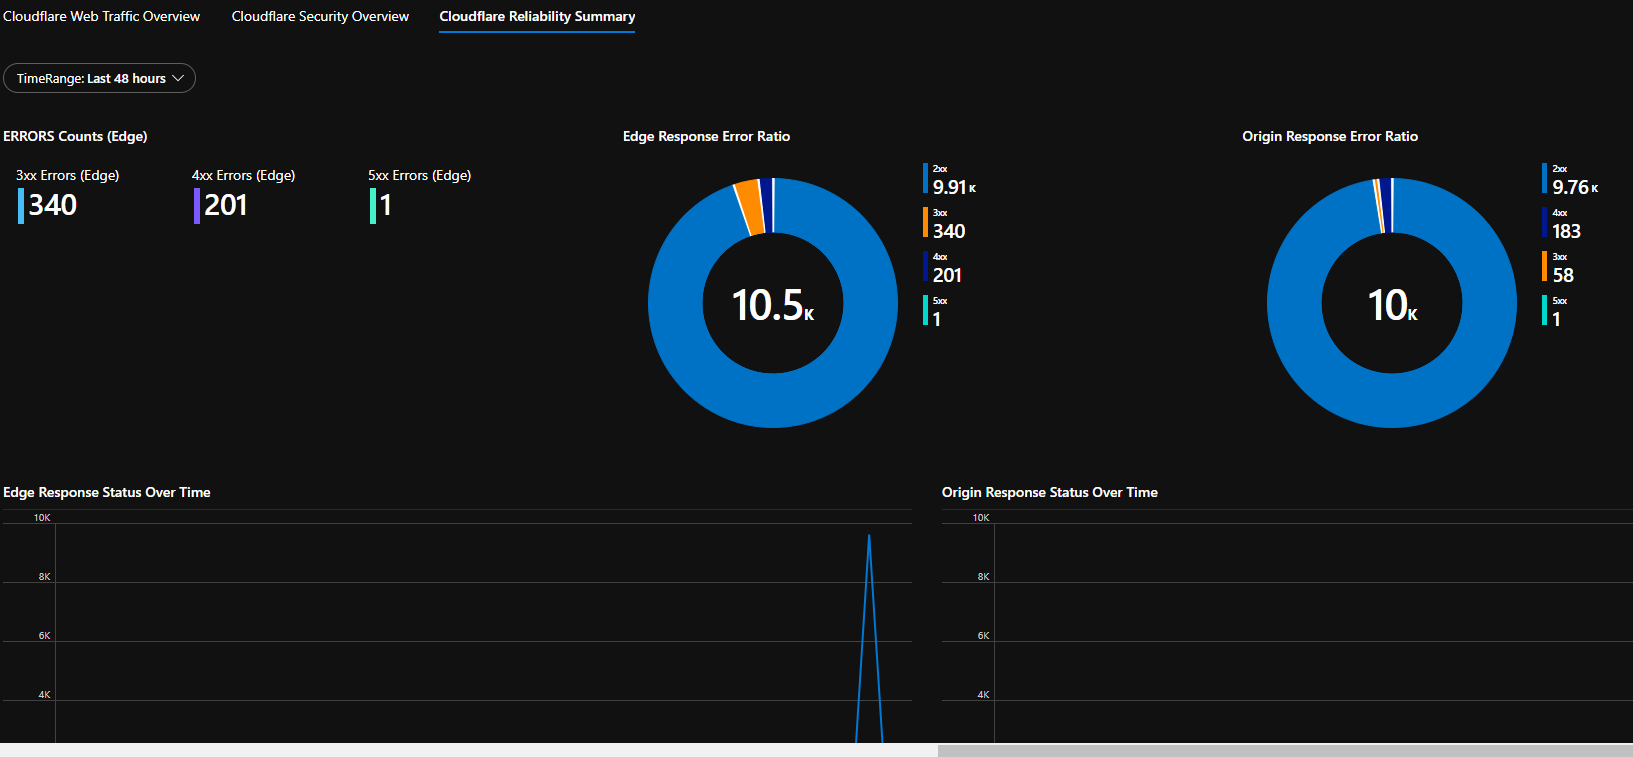 Cloudflare Web Traffic Overview
Cloudflare Security Overview
Cloudflare Reliability Summary
TimeRange: Last 48 hours
ERRORS Counts (Edge)
3xx Errors (Edge)
340
4xx Errors (Edge)
201
5xx Errors (Edge)
1
Edge Response Error Ratio
10.5K
2xx
9.91 K
3xx
340
4xx
201
5xx
1
Origin Response Error Ratio
10K
2xx
9.76 K
4xx
183
3xx
58
5xx
1
Edge Response Status Over Time
10K
8K
6K
4K
Origin Response Status Over Time
10K
8K
6K
4K